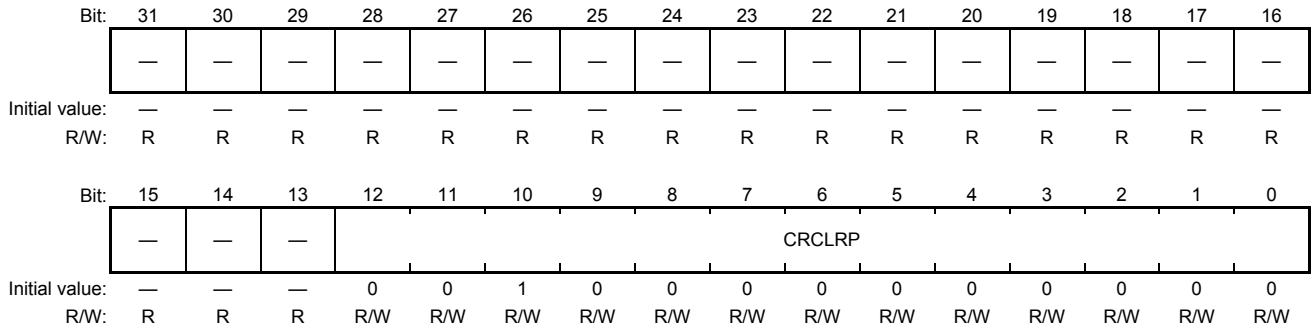 Bit: 31 30 29 28 27 26 25 24 23 22 21 20 19 18 17 16
— — — — — — — — — — — — — — — —
Initial value: — — — — — — — — — — — — — — — —
R/W: R R R R R R R R R R R R R R R R
Bit: 15 14 13 12 11 10 9 8 7 6 5 4 3 2 1 0
— — — CRCLRP
Initial value: — — — 0 0 1 0 0 0 0 0 0 0 0 0 0
R/W: R R R R/W R/W R/W R/W R/W R/W R/W R/W R/W R/W R/W R/W R/W